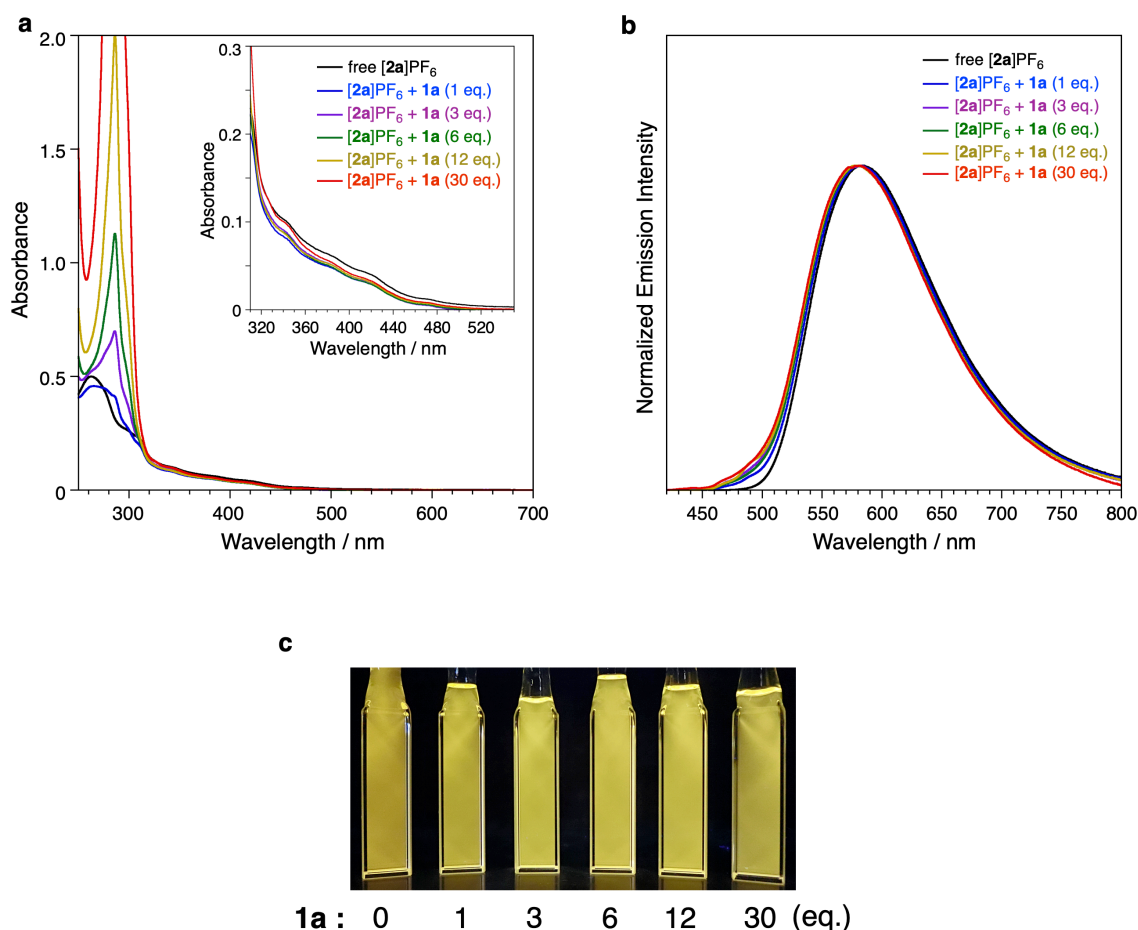 a
2.0
1.5
1.0
0.5
0
300 400 500 600 700
Absorbance
Wavelength / nm
0.3
0.2
0.1
0
320 360 400 440 480 520
Absorbance
Wavelength / nm
free [2a]PF6
[2a]PF6 + 1a (1 eq.)
[2a]PF6 + 1a (3 eq.)
[2a]PF6 + 1a (6 eq.)
[2a]PF6 + 1a (12 eq.)
[2a]PF6 + 1a (30 eq.)
b
Normalized Emission Intensity
free [2a]PF6
[2a]PF6 + 1a (1 eq.)
[2a]PF6 + 1a (3 eq.)
[2a]PF6 + 1a (6 eq.)
[2a]PF6 + 1a (12 eq.)
[2a]PF6 + 1a (30 eq.)
450 500 550 600 650 700 750 800
Wavelength / nm
c
1a : 0 1 3 6 12 30 (eq.)